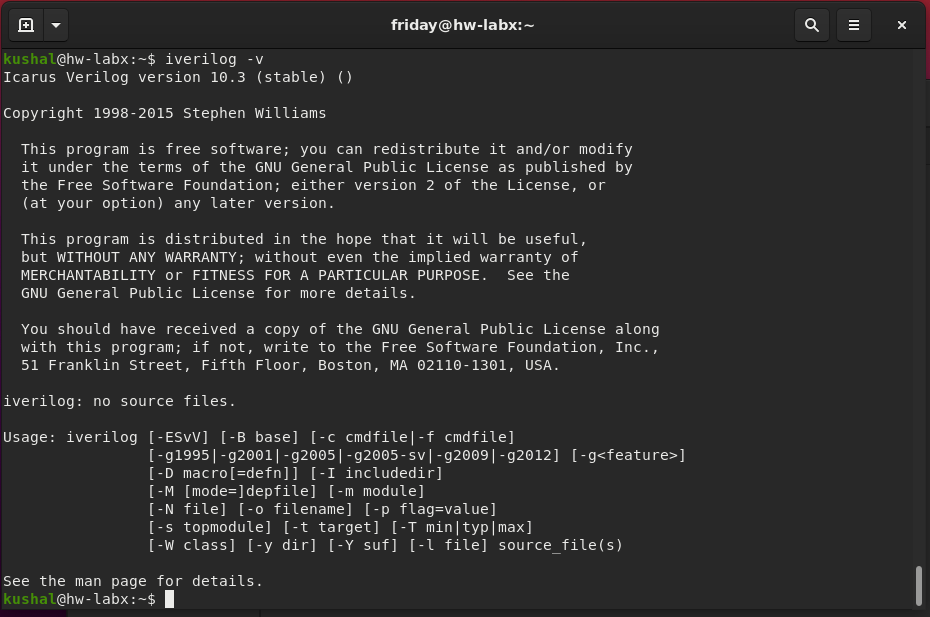 friday@hw-labx:~
kushal@hw-labx:~$ iverilog -v
Icarus Verilog version 10.3 (stable) ()
Copyright 1998-2015 Stephen Williams
This program is free software; you can redistribute it and/or modify
it under the terms of the GNU General Public License as published by
the Free Software Foundation; either version 2 of the License, or
(at your option) any later version.
This program is distributed in the hope that it will be useful,
but WITHOUT ANY WARRANTY; without even the implied warranty of
MERCHANTABILITY or FITNESS FOR A PARTICULAR PURPOSE.  See the
GNU General Public License for more details.
You should have received a copy of the GNU General Public License along
with this program; if not, write to the Free Software Foundation, Inc.,
51 Franklin Street, Fifth Floor, Boston, MA 02110-1301, USA.
iverilog: no source files.
Usage: iverilog [-ESvV] [-B base] [-c cmdfile|-f cmdfile]
[-g1995|-g2001|-g2005|-g2005-sv|-g2009|-g2012] [-g<feature>]
[-D macro[=defn]] [-I includedir]
[-M [mode=]depfile] [-m module]
[-N file] [-o filename] [-p flag=value]
[-s topmodule] [-t target] [-T min|typ|max]
[-W class] [-y dir] [-Y suf] [-l file] source_file(s)
See the man page for details.
kushal@hw-labx:~$